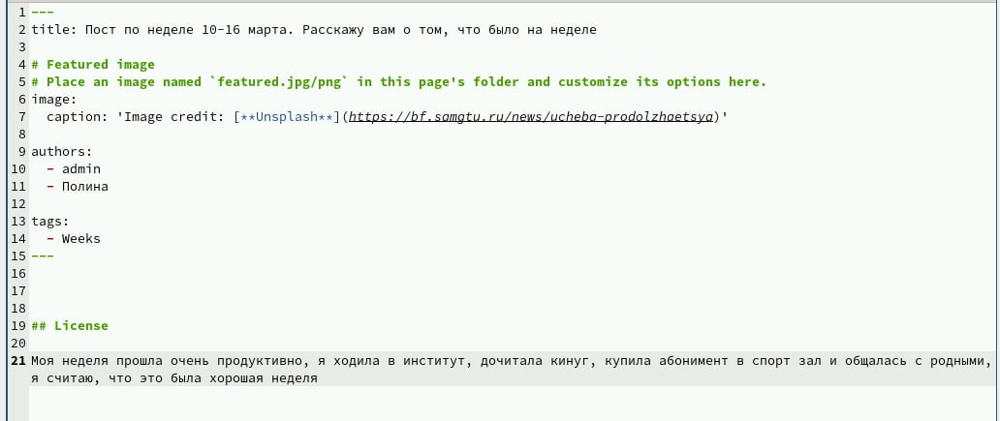 1 ---
2 title: Пост по неделе 10-16 марта. Расскажу вам о том, что было на неделе
3
4 # Featured image
5 # Place an image named `featured.jpg/png` in this page's folder and customize its options here.
6 image:
7   caption: 'Image credit: [**Unsplash**](https://bf.samgtu.ru/news/ucheba-prodolzhaetsya)'
8
9 authors:
10   - admin
11   - Полина
12
13 tags:
14   - Weeks
15 ---
16
17
18
19 ## License
20
21 Моя неделя прошла очень продуктивно, я ходила в институт, дочитала кинуг, купила абонимент в спорт зал и общалась с родными,
я считаю, что это была хорошая неделя